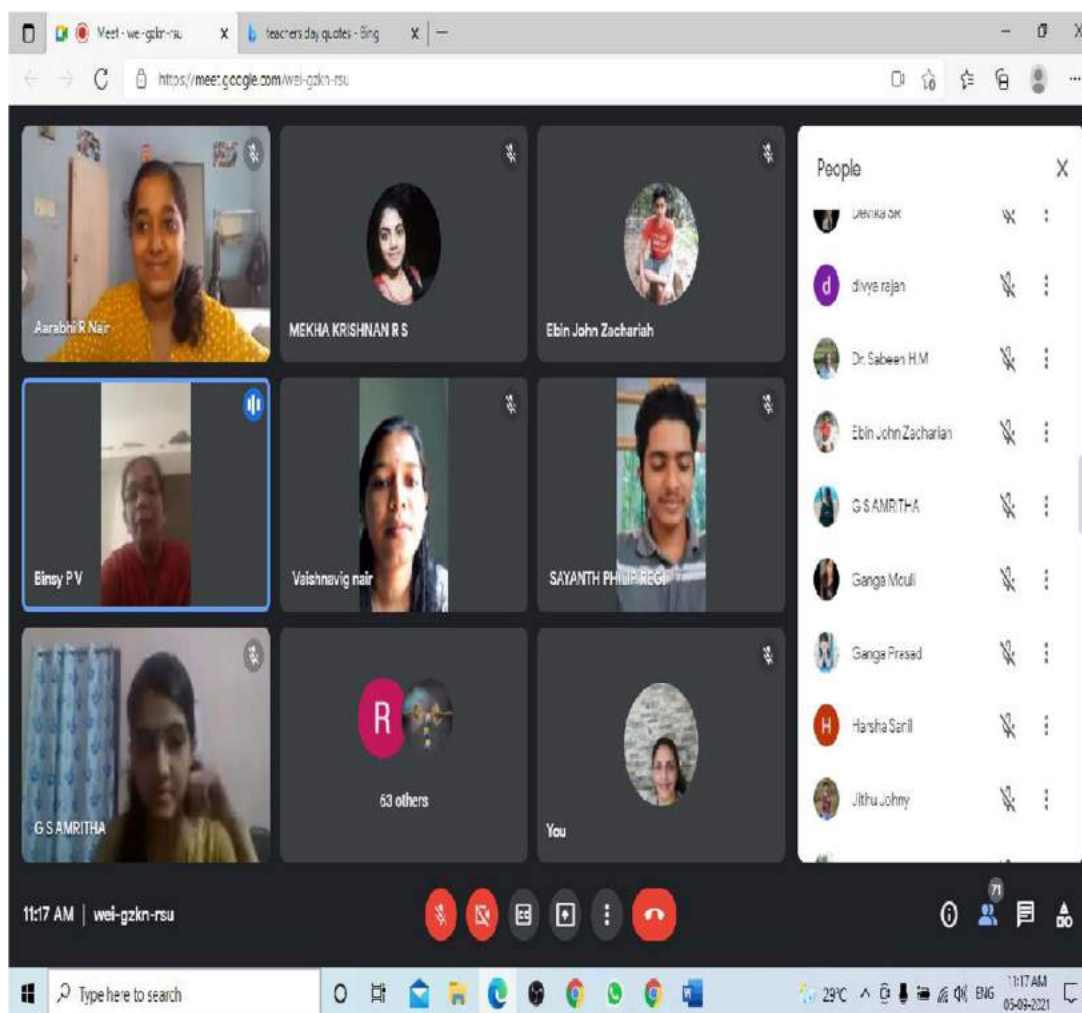 Meet - wei-gzkn-rsu
teachers day quotes - Bing
https://meet.google.com/wei-gzkn-rsu
Aarabhi R Nair
MEKHA KRISHNAN R S
Ebin John Zachariah
Binsy P V
Vaishnavig nair
SAYANTH PHILIP REGI
G S AMRITHA
R
63 others
You
People
Devika SR
d divya rajan
Dr. Sabeen H.M
Ebin John Zachariah
G S AMRITHA
Ganga Mouli
Ganga Prasad
H Harsha Sanil
Jithu Johny
11:17 AM | wei-gzkn-rsu
71
Type here to search
29°C ENG 11:17 AM
05-09-2021